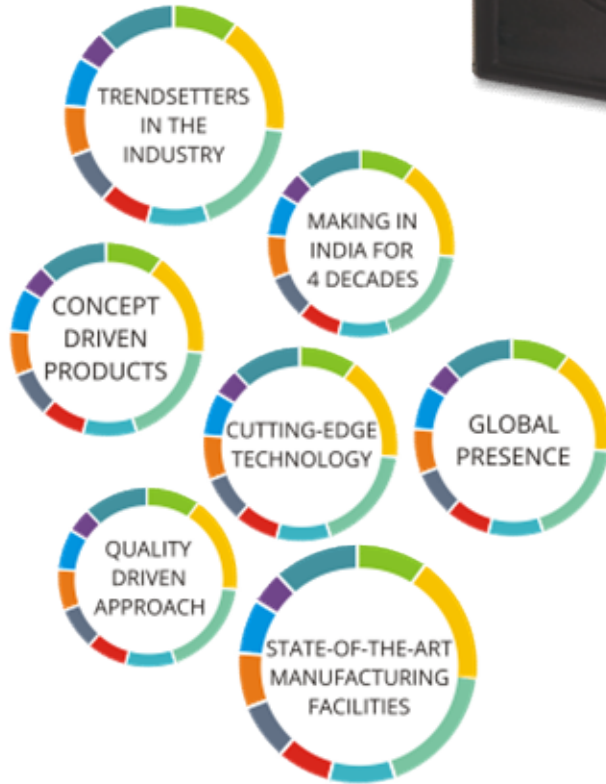 TRENDSETTERS
IN THE
INDUSTRY
MAKING IN
INDIA FOR
4 DECADES
CONCEPT
DRIVEN
PRODUCTS
CUTTING-EDGE
TECHNOLOGY
GLOBAL
PRESENCE
QUALITY
DRIVEN
APPROACH
STATE-OF-THE-ART
MANUFACTURING
FACILITIES